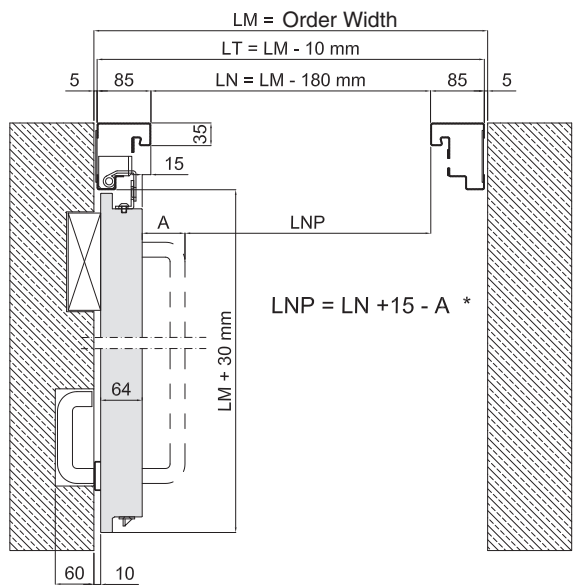 LM = Order Width
LT = LM - 10 mm
5 85 LN = LM - 180 mm 85 5
35
15
A LNP
LNP = LN +15 - A *
LM + 30 mm
64
60 10